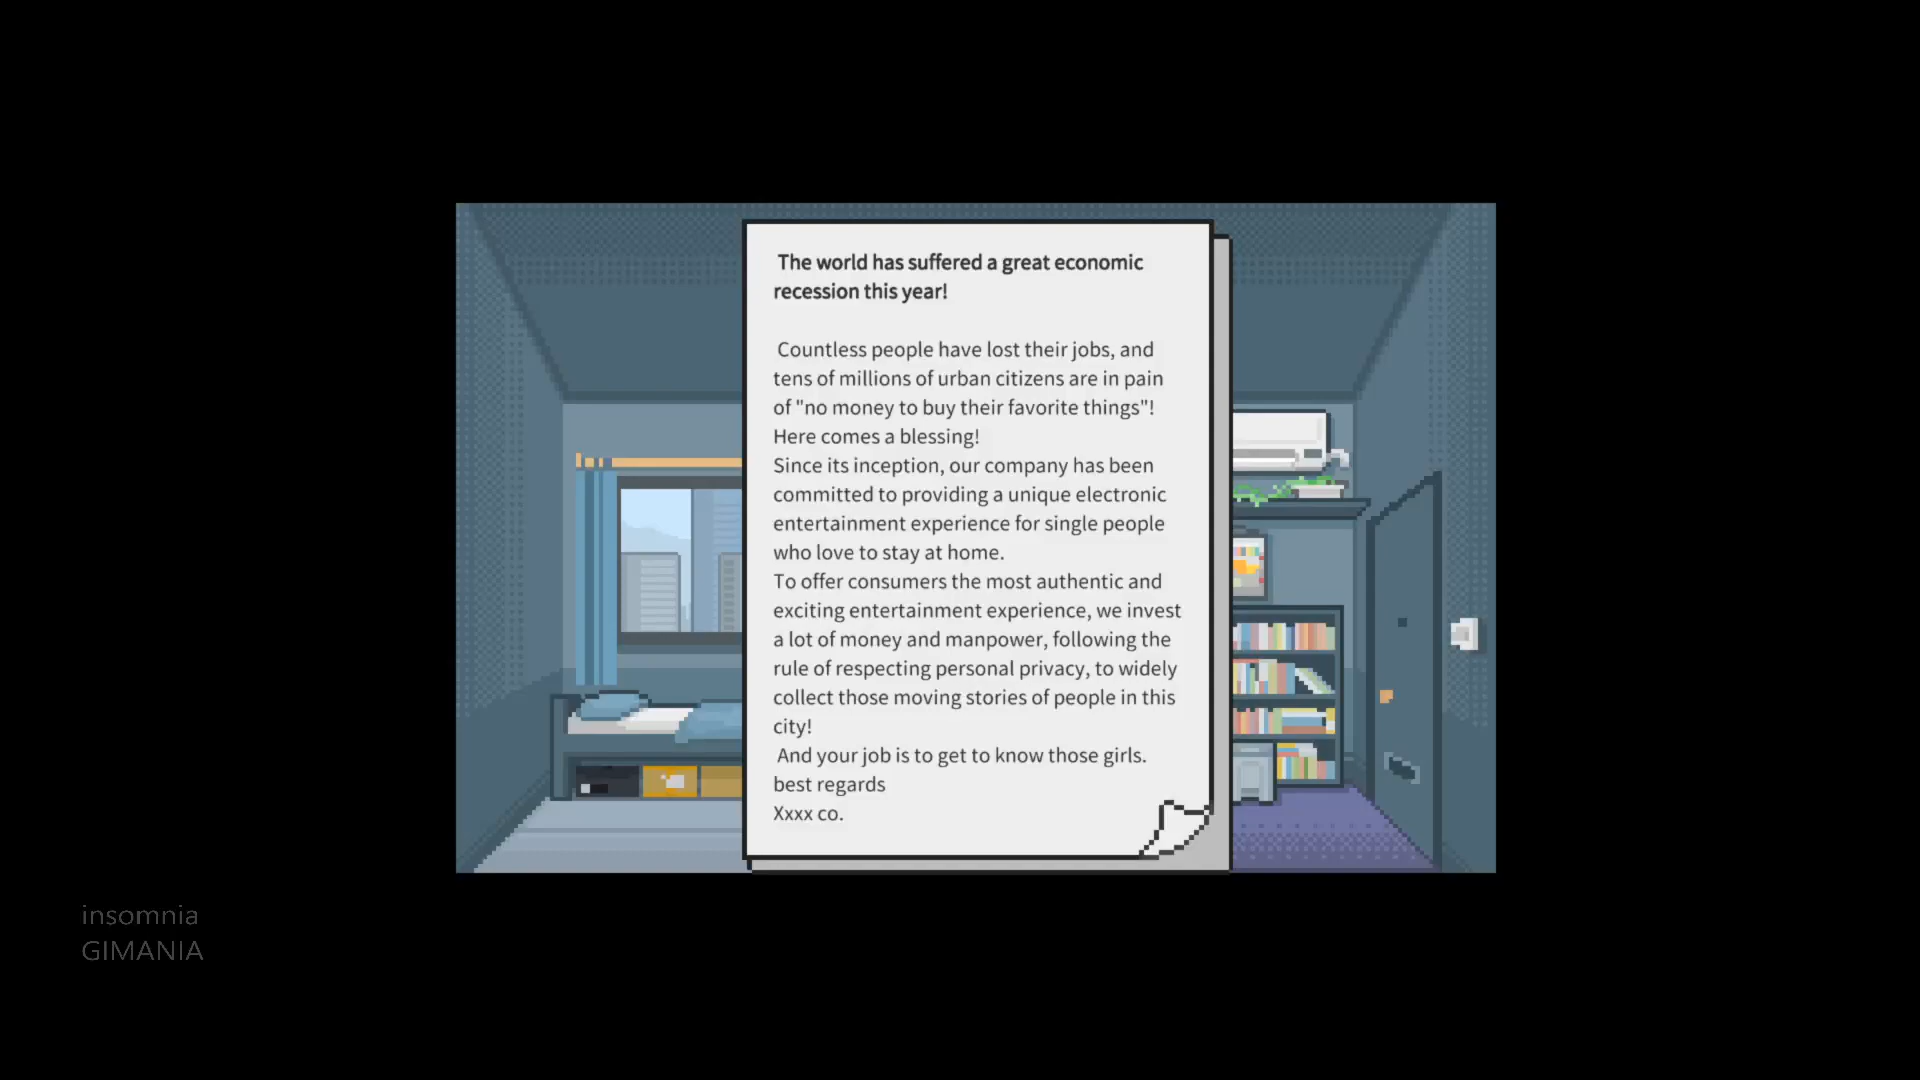 The world has suffered a great economic
recession this year!
Countless people have lost their jobs, and
tens of millions of urban citizens are in pain
of "no money to buy their favorite things"!
Here comes a blessing!
Since its inception, our company has been
committed to providing a unique electronic
entertainment experience for single people
who love to stay at home.
To offer consumers the most authentic and
exciting entertainment experience, we invest
a lot of money and manpower, following the
rule of respecting personal privacy, to widely
collect those moving stories of people in this
city!
And your job is to get to know those girls.
best regards
Xxxx co.
insomnia
GIMANIA